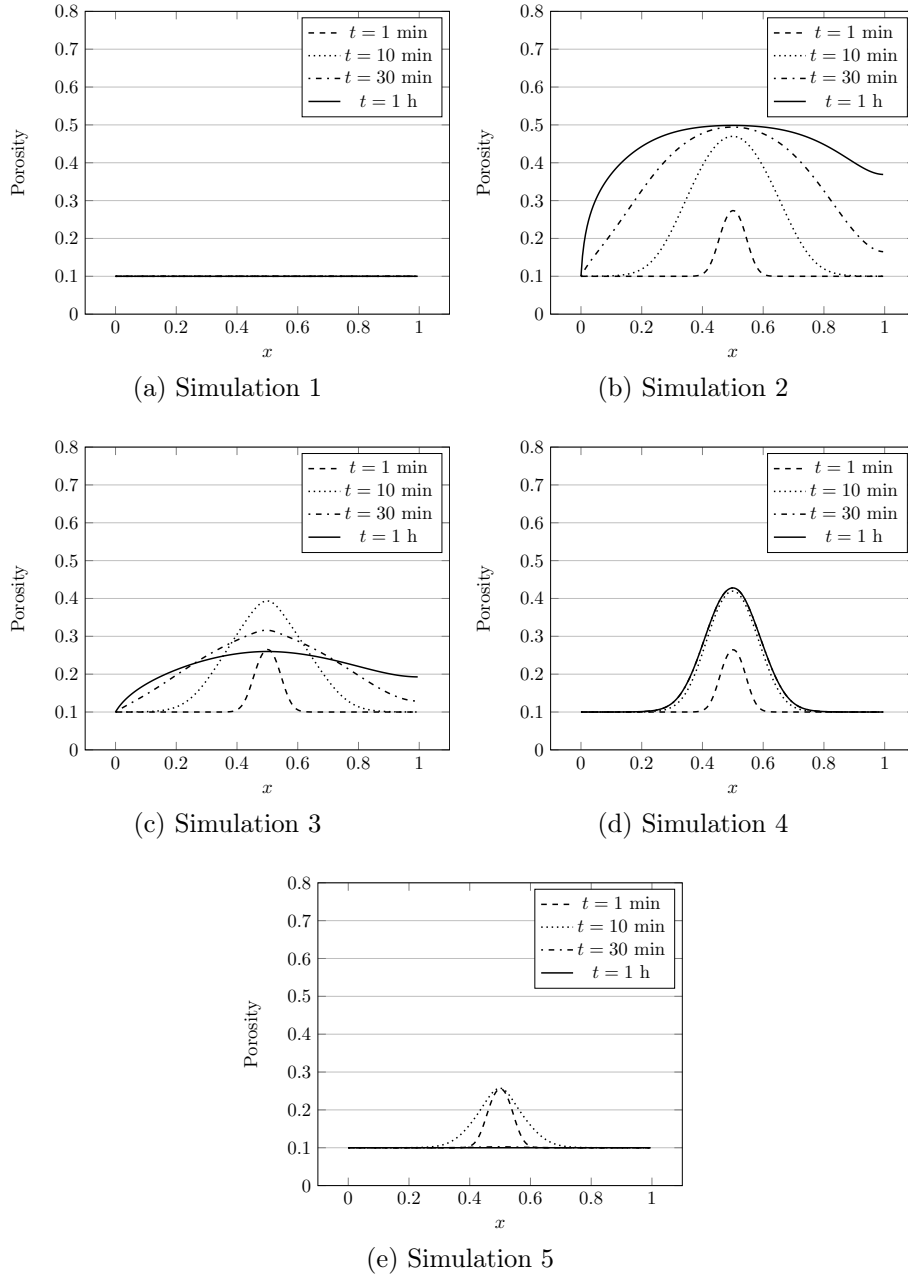 0.8
0.7
0.6
0.5
0.4
0.3
0.2
0.1
0
Porosity
t = 1 min
t = 10 min
t = 30 min
t = 1 h
0 0.2 0.4 0.6 0.8 1
x
(a) Simulation 1
0.8
0.7
0.6
0.5
0.4
0.3
0.2
0.1
0
Porosity
t = 1 min
t = 10 min
t = 30 min
t = 1 h
0 0.2 0.4 0.6 0.8 1
x
(b) Simulation 2
0.8
0.7
0.6
0.5
0.4
0.3
0.2
0.1
0
Porosity
t = 1 min
t = 10 min
t = 30 min
t = 1 h
0 0.2 0.4 0.6 0.8 1
x
(c) Simulation 3
0.8
0.7
0.6
0.5
0.4
0.3
0.2
0.1
0
Porosity
t = 1 min
t = 10 min
t = 30 min
t = 1 h
0 0.2 0.4 0.6 0.8 1
x
(d) Simulation 4
0.8
0.7
0.6
0.5
0.4
0.3
0.2
0.1
0
Porosity
t = 1 min
t = 10 min
t = 30 min
t = 1 h
0 0.2 0.4 0.6 0.8 1
x
(e) Simulation 5